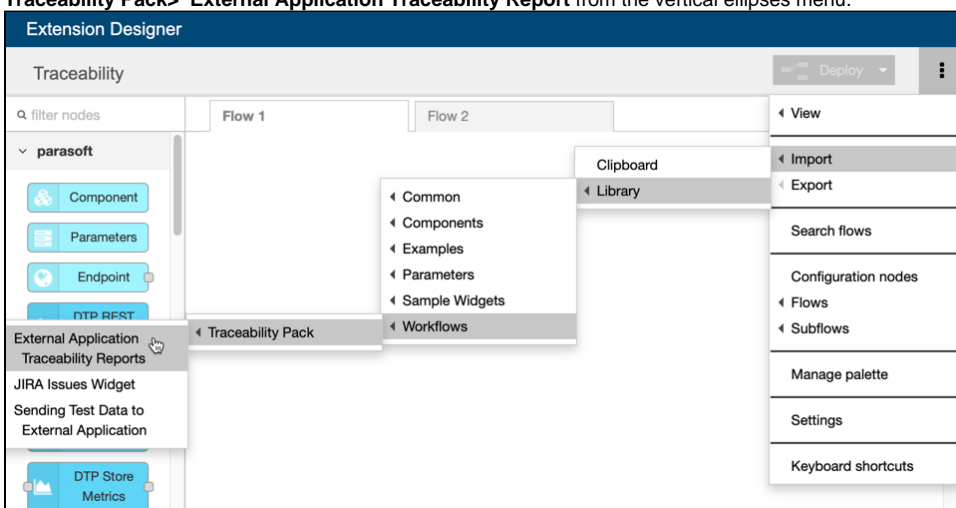 Traceability Pack> External Application Traceability Report from the vertical ellipses menu.
Extension Designer
Traceability
Deploy
filter nodes
Flow 1
Flow 2
View
parasoft
Clipboard
Import
Component
Common
Library
Export
Parameters
Components
Search flows
Examples
Endpoint
Parameters
Configuration nodes
Sample Widgets
Flows
DTP REST
External Application
Traceability Reports
Traceability Pack
Workflows
Subflows
JIRA Issues Widget
Manage palette
Sending Test Data to
External Application
Settings
Keyboard shortcuts
DTP Store
Metrics